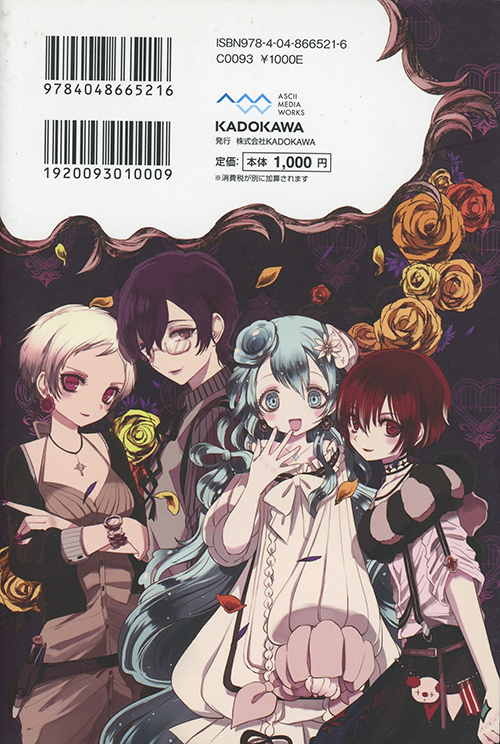 ISBN978-4-04-866521-6
C0093 ¥1000E
9784048665216
ASCII
MEDIA
WORKS
KADOKAWA
発行 株式会社KADOKAWA
1920093010009
定価: 本体 1,000 円
※消費税が別に加算されます